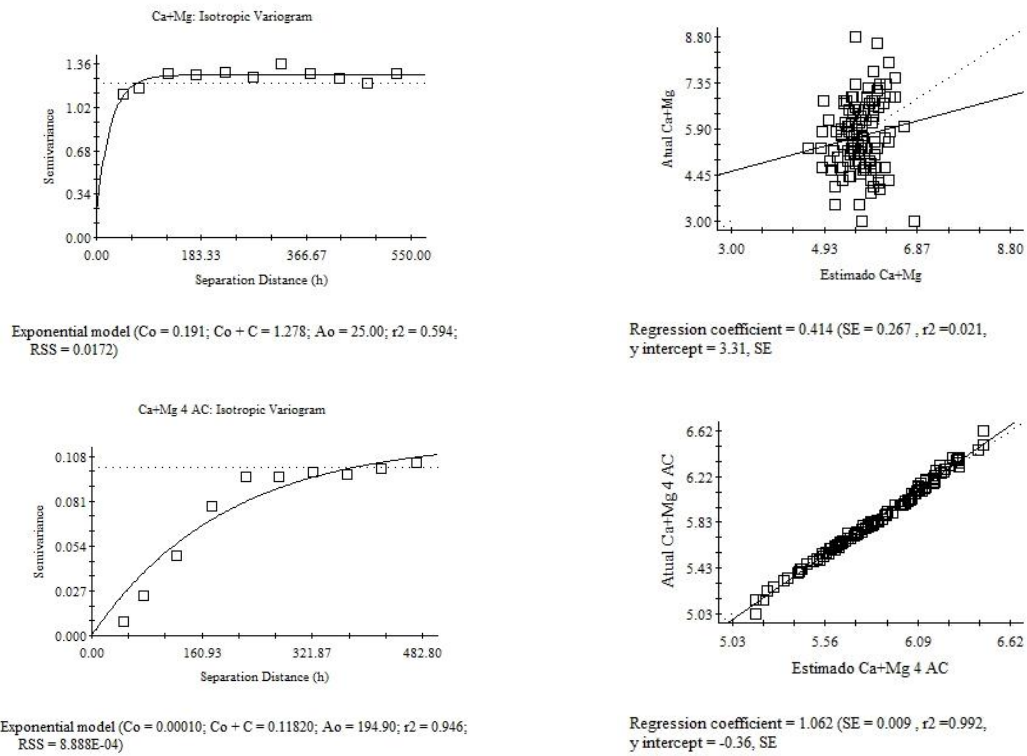 Ca+Mg: Isotropic Variogram
1.36
1.02
0.68
0.34
0.00
Semivariance
0.00 183.33 366.67 550.00
Separation Distance (h)
Exponential model (Co = 0.191; Co + C = 1.278; Ao = 25.00; r2 = 0.594;
RSS = 0.0172)
8.80
7.35
5.90
4.45
3.00
Atual Ca+Mg
3.00 4.93 6.87 8.80
Estimado Ca+Mg
Regression coefficient = 0.414 (SE = 0.267 , r2 =0.021,
y intercept = 3.31, SE
Ca+Mg 4 AC: Isotropic Variogram
0.108
0.081
0.054
0.027
0.000
Semivariance
0.00 160.93 321.87 482.80
Separation Distance (h)
Exponential model (Co = 0.00010; Co + C = 0.11820; Ao = 194.90; r2 = 0.946;
RSS = 8.888E-04)
6.62
6.22
5.83
5.43
5.03
Atual Ca+Mg 4 AC
5.03 5.56 6.09 6.62
Estimado Ca+Mg 4 AC
Regression coefficient = 1.062 (SE = 0.009 , r2 =0.992,
y intercept = -0.36, SE